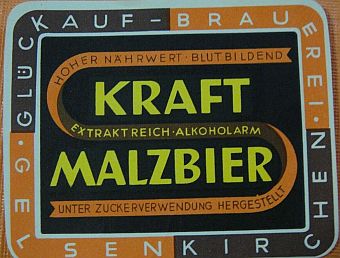 GLÜCKAUF-BRAUEREI · GELSENKIRCHEN
HOHER NÄHRWERT · BLUTBILDEND
KRAFT
EXTRAKTREICH · ALKOHOLARM
MALZBIER
UNTER ZUCKERVERWENDUNG HERGESTELLT